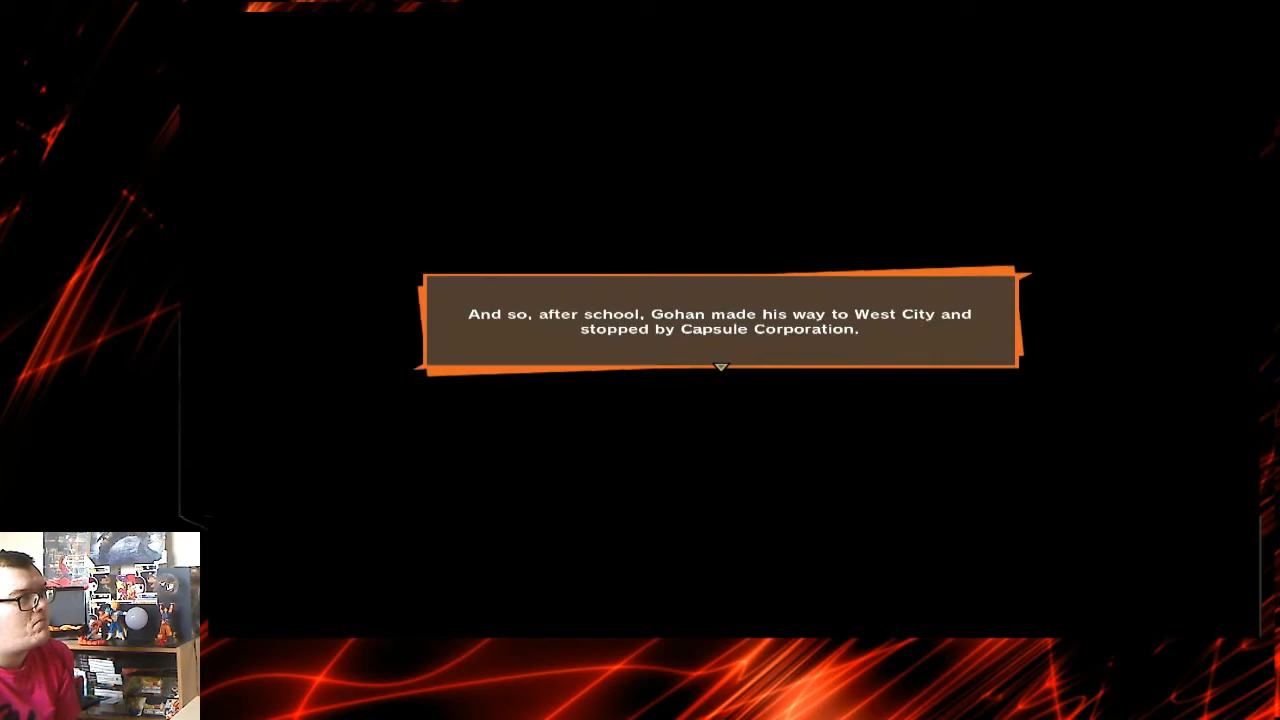 And so, after school, Gohan made his way to West City and
stopped by Capsule Corporation.